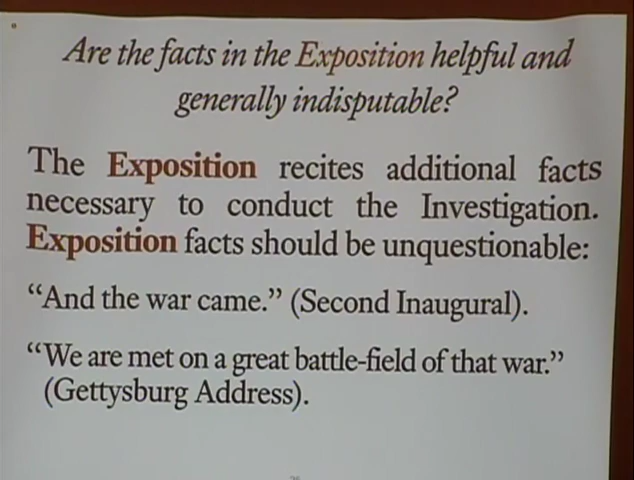 Are the facts in the Exposition helpful and
generally indisputable?
The Exposition recites additional facts
necessary to conduct the Investigation.
Exposition facts should be unquestionable:
“And the war came.” (Second Inaugural).
“We are met on a great battle-field of that war.”
(Gettysburg Address).